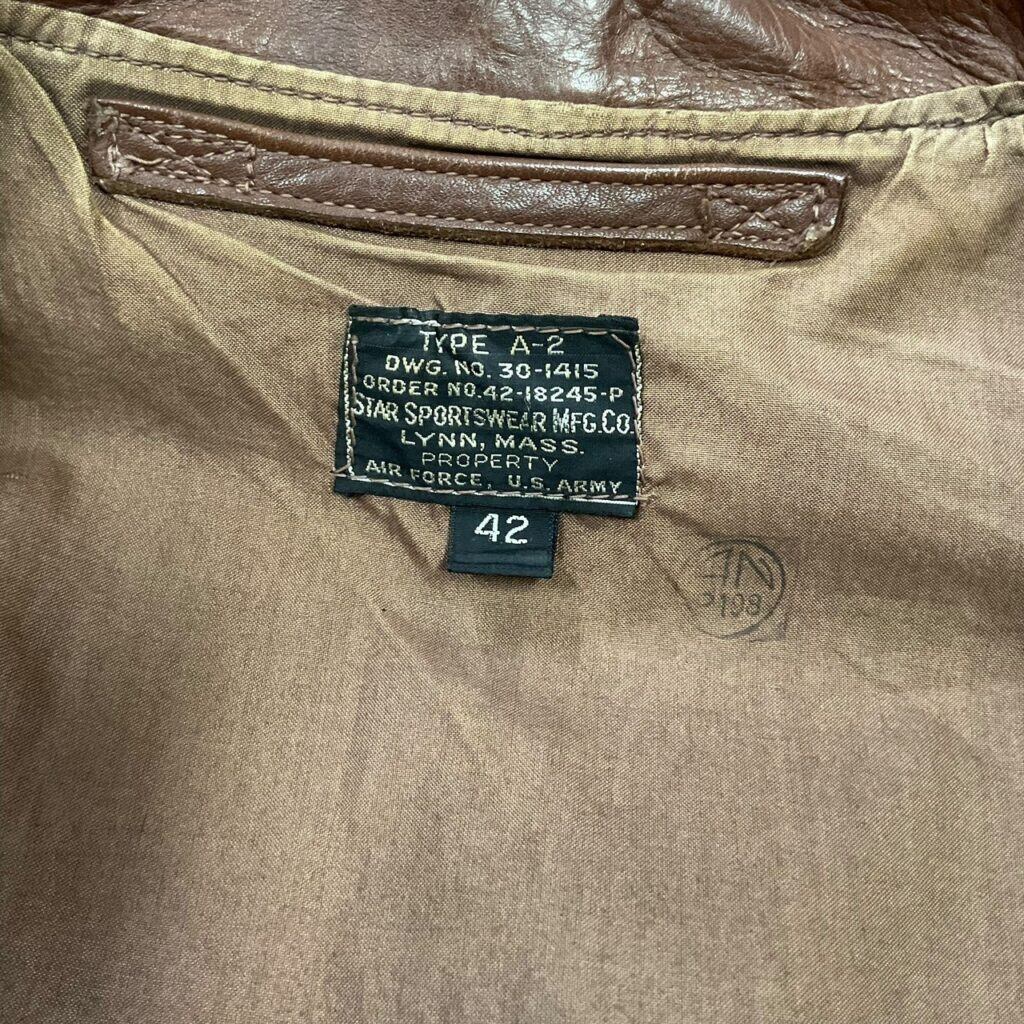 TYPE A-2
DWG. NO. 30-1415
ORDER NO. 42-18245-P
STAR SPORTSWEAR MFG. CO.
LYNN, MASS.
PROPERTY
AIR FORCE, U.S. ARMY
42